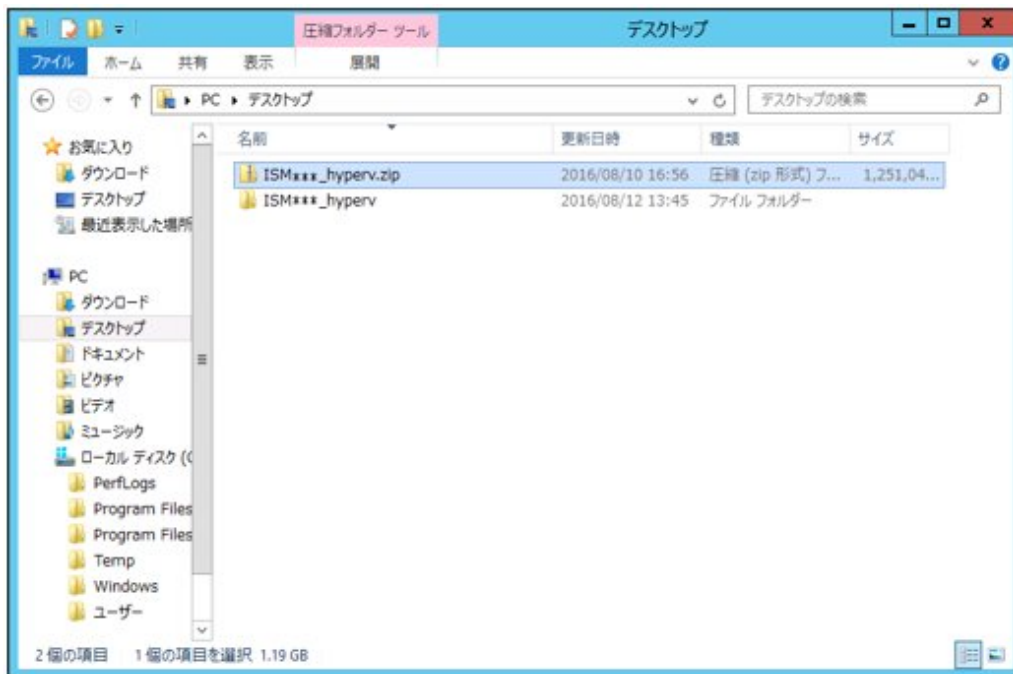 圧縮フォルダー ツール
デスクトップ
ファイル ホーム 共有 表示 展開
PC デスクトップ
デスクトップの検索
名前 更新日時 種類 サイズ
ISM***_hyperv.zip 2016/08/10 16:56 圧縮 (zip 形式) フ... 1,251,04...
ISM***_hyperv 2016/08/12 13:45 ファイル フォルダー
お気に入り
ダウンロード
デスクトップ
最近表示した場所
PC
ダウンロード
デスクトップ
ドキュメント
ピクチャ
ビデオ
ミュージック
ローカル ディスク (C
PerfLogs
Program Files
Program Files
Temp
Windows
ユーザー
2 個の項目 1 個の項目を選択 1.19 GB